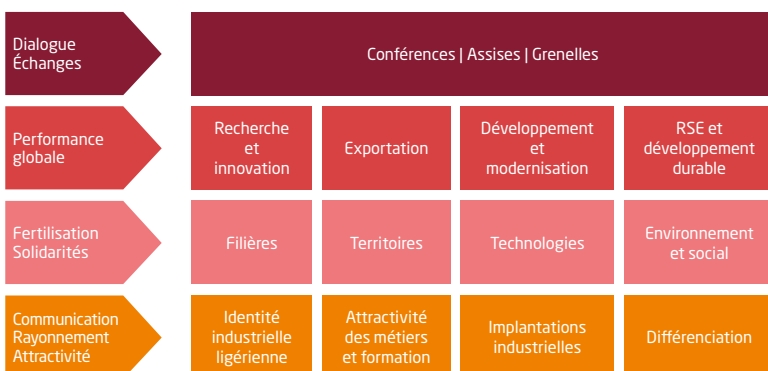 Dialogue
Échanges
Conférences | Assises | Grenelles
Performance
globale
Recherche
et
innovation
Exportation
Développement
et
modernisation
RSE et
développement
durable
Fertilisation
Solidarités
Filières
Territoires
Technologies
Environnement
et social
Communication
Rayonnement
Attractivité
Identité
industrielle
ligérienne
Attractivité
des métiers
et formation
Implantations
industrielles
Différenciation